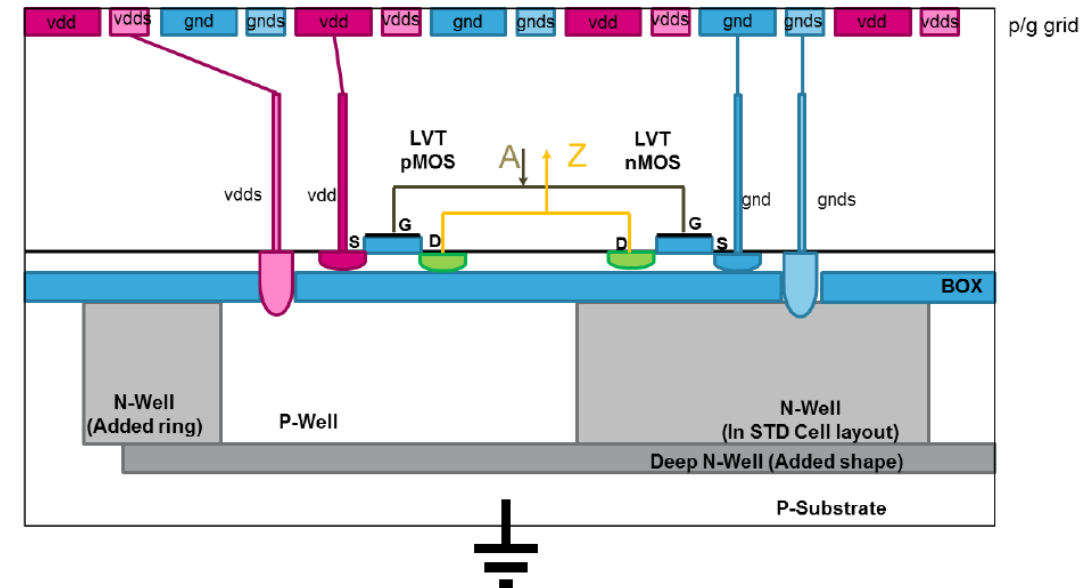 vdd vdds gnd gnds vdd vdds gnd gnds vdd vdds gnd gnds vdd vdds p/g grid
LVT
pMOS
A
Z
LVT
nMOS
vdds
vdd
gnd
gnds
S
G
D
D
G
S
BOX
N-Well
(Added ring)
P-Well
N-Well
(In STD Cell layout)
Deep N-Well (Added shape)
P-Substrate